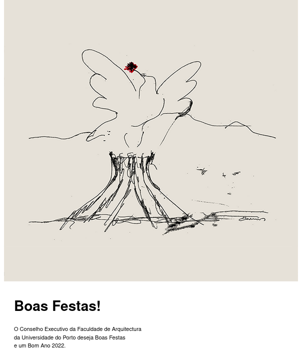 Boas Festas!
O Conselho Executivo da Faculdade de Arquitectura
da Universidade do Porto deseja Boas Festas
e um Bom Ano 2022.